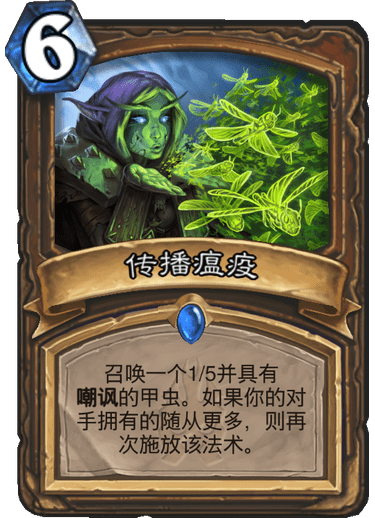 6
传播瘟疫
召唤一个1/5并具有
嘲讽的甲虫。如果你的对
手拥有的随从更多，则再
次施放该法术。